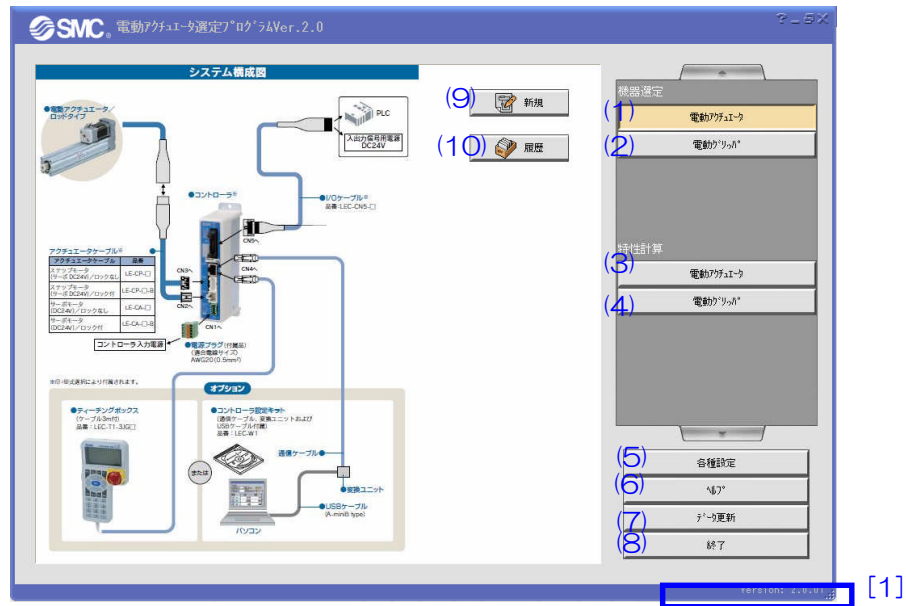 SMC 電動ｱｸﾁｭｴｰﾀ選定ﾌﾟﾛｸﾞﾗﾑVer.2.0
システム構成図
●電動アクチュエータ/
ロッドタイプ
PLC
入出力信号用電源
DC24V
●コントローラ※
●I/Oケーブル※
品番:LEC-CN5-□
CN5へ
アクチュエータケーブル※
アクチュエータケーブル 品番
ステップモータ
(サーボDC24V)/ロックなし LE-CP-□
ステップモータ
(サーボDC24V)/ロック付 LE-CP-□-B
サーボモータ
(DC24V)/ロックなし LE-CA-□
サーボモータ
(DC24V)/ロック付 LE-CA-□-B
CN3へ
CN4へ
CN2へ
CN1へ
コントローラ入力電源
●電源プラグ(付属品)
(適合電線サイズ)
AWG20(0.5mm²)
※印・型式選択により付属されます。
オプション
●ティーチングボックス
(ケーブル3m付)
品番:LEC-T1-3JG□
●コントローラ設定キット
(通信ケーブル、変換ユニットおよび
USBケーブル付属)
品番:LEC-W1
通信ケーブル●
または
●変換ユニット
●USBケーブル
(A-miniB type)
パソコン
(9) 新規
(10) 履歴
機器選定
(1) 電動ｱｸﾁｭｴｰﾀ
(2) 電動ｸﾞﾘｯﾊﾟ
特性計算
(3) 電動ｱｸﾁｭｴｰﾀ
(4) 電動ｸﾞﾘｯﾊﾟ
(5) 各種設定
(6) ﾍﾙﾌﾟ
(7) ﾃﾞｰﾀ更新
(8) 終了
Version: 2.0.01
[1]